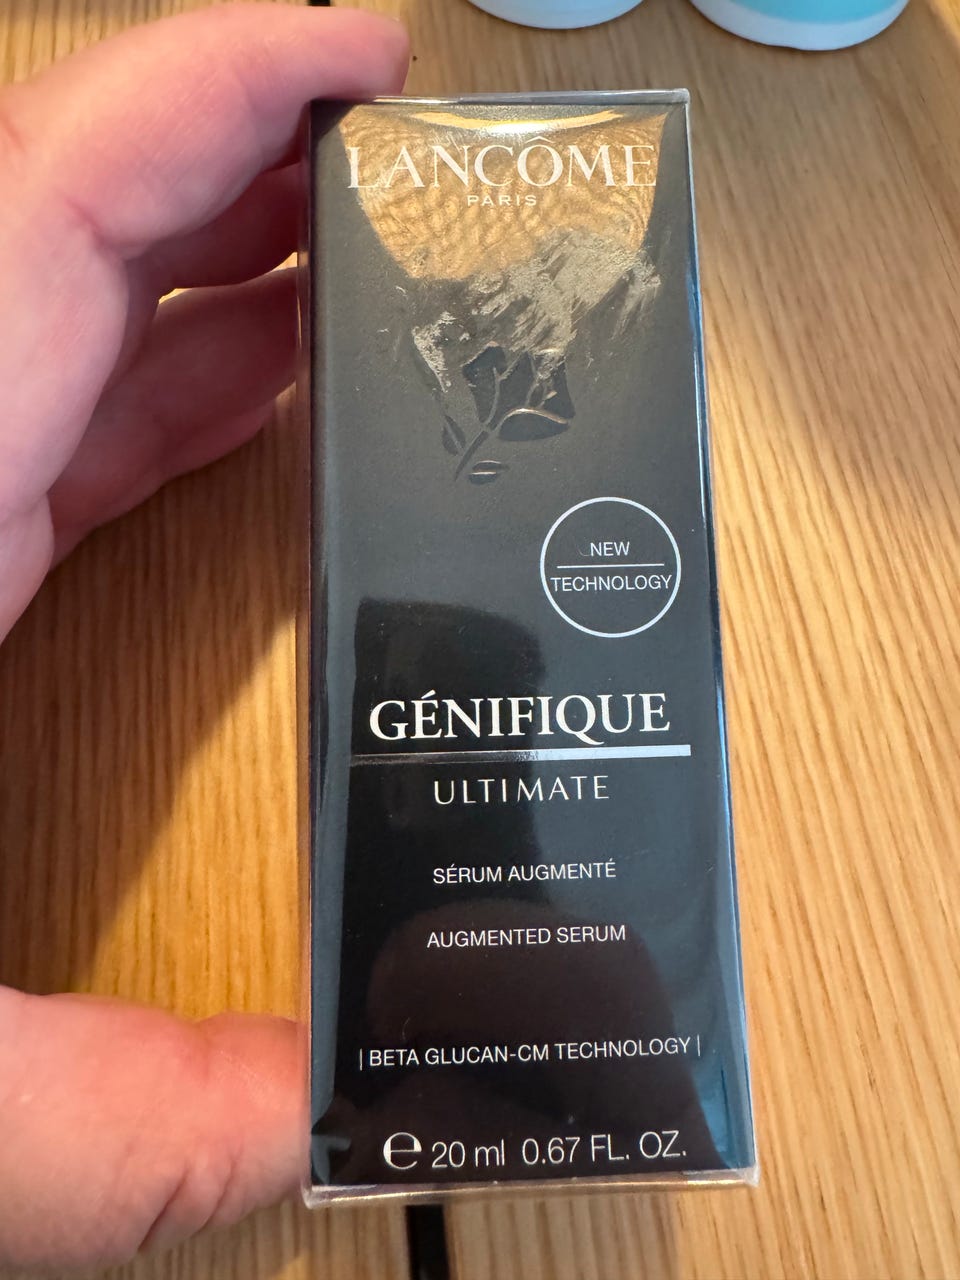 LANCÔME
PARIS
NEW
TECHNOLOGY
GÉNIFIQUE
ULTIMATE
SÉRUM AUGMENTÉ
AUGMENTED SERUM
| BETA GLUCAN-CM TECHNOLOGY |
℮ 20 ml 0.67 FL. OZ.